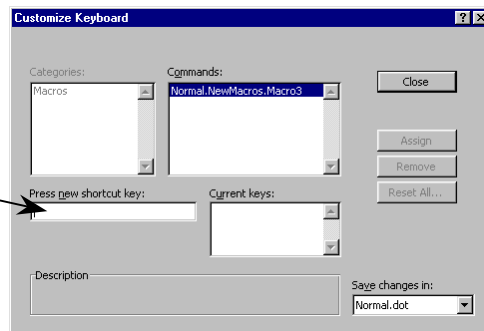 Customize Keyboard
Categories:
Commands:
Macros
Normal.NewMacros.Macro3
Close
Assign
Remove
Reset All...
Press new shortcut key:
Current keys:
Description
Save changes in:
Normal.dot